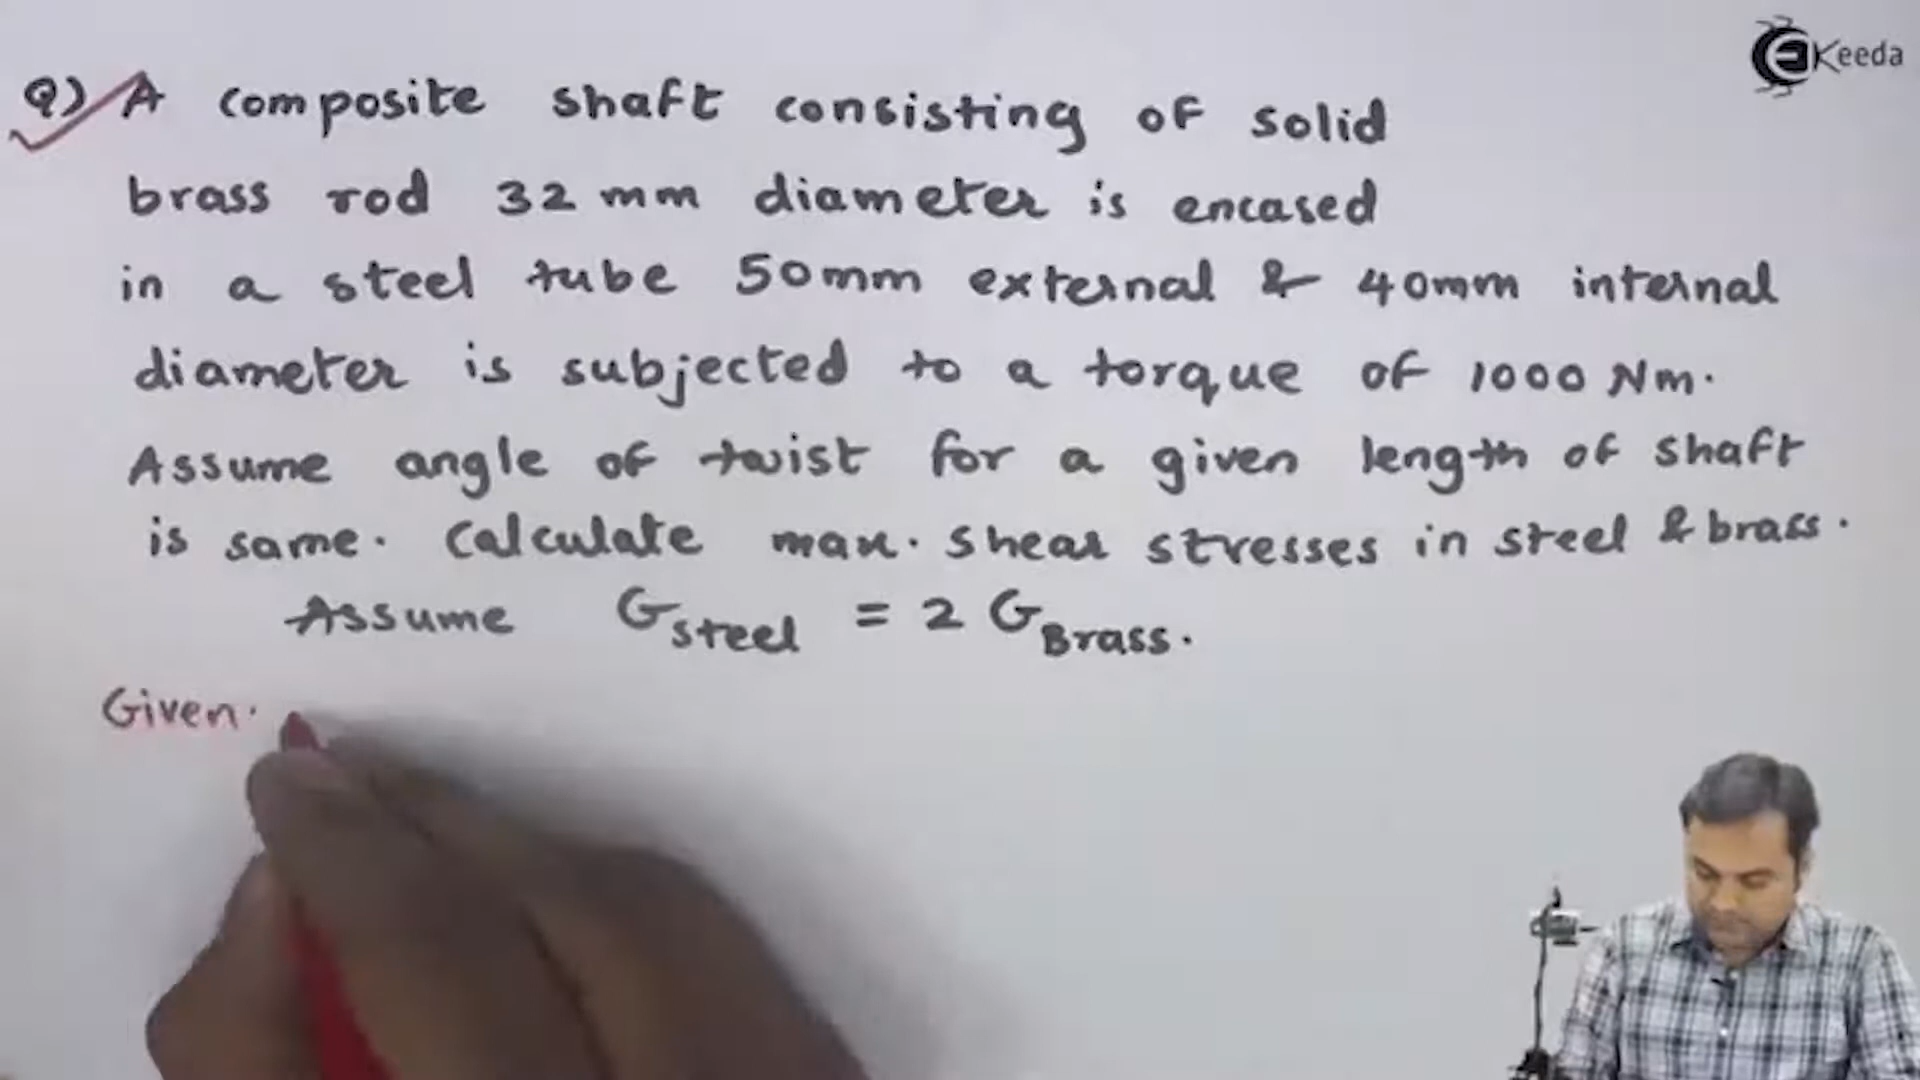 EKeeda
Q) A composite shaft consisting of solid
brass rod 32 mm diameter is encased
in a steel tube 50mm external & 40mm internal
diameter is subjected to a torque of 1000 Nm.
Assume angle of twist for a given length of shaft
is same. Calculate max. shear stresses in steel & brass.
Assume G steel = 2 G Brass.
Given.